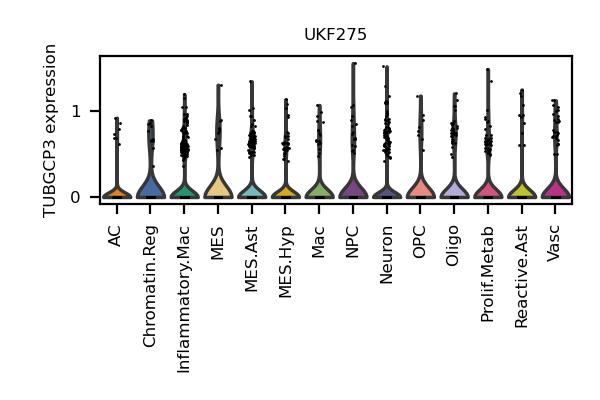 UKF275
TUBGCP3 expression
1
0
AC
Chromatin.Reg
Inflammatory.Mac
MES
MES.Ast
MES.Hyp
Mac
NPC
Neuron
OPC
Oligo
Prolif.Metab
Reactive.Ast
Vasc